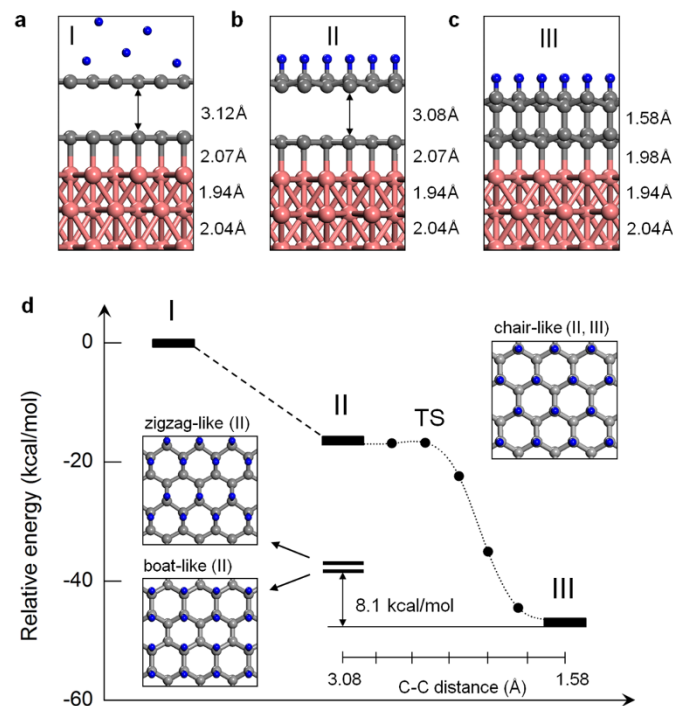 a
I
3.12Å
2.07Å
1.94Å
2.04Å
b
II
3.08Å
2.07Å
1.94Å
2.04Å
c
III
1.58Å
1.98Å
1.94Å
2.04Å
d
Relative energy (kcal/mol)
0
-20
-40
-60
I
II
TS
III
chair-like (II, III)
zigzag-like (II)
boat-like (II)
8.1 kcal/mol
3.08
C-C distance (Å)
1.58